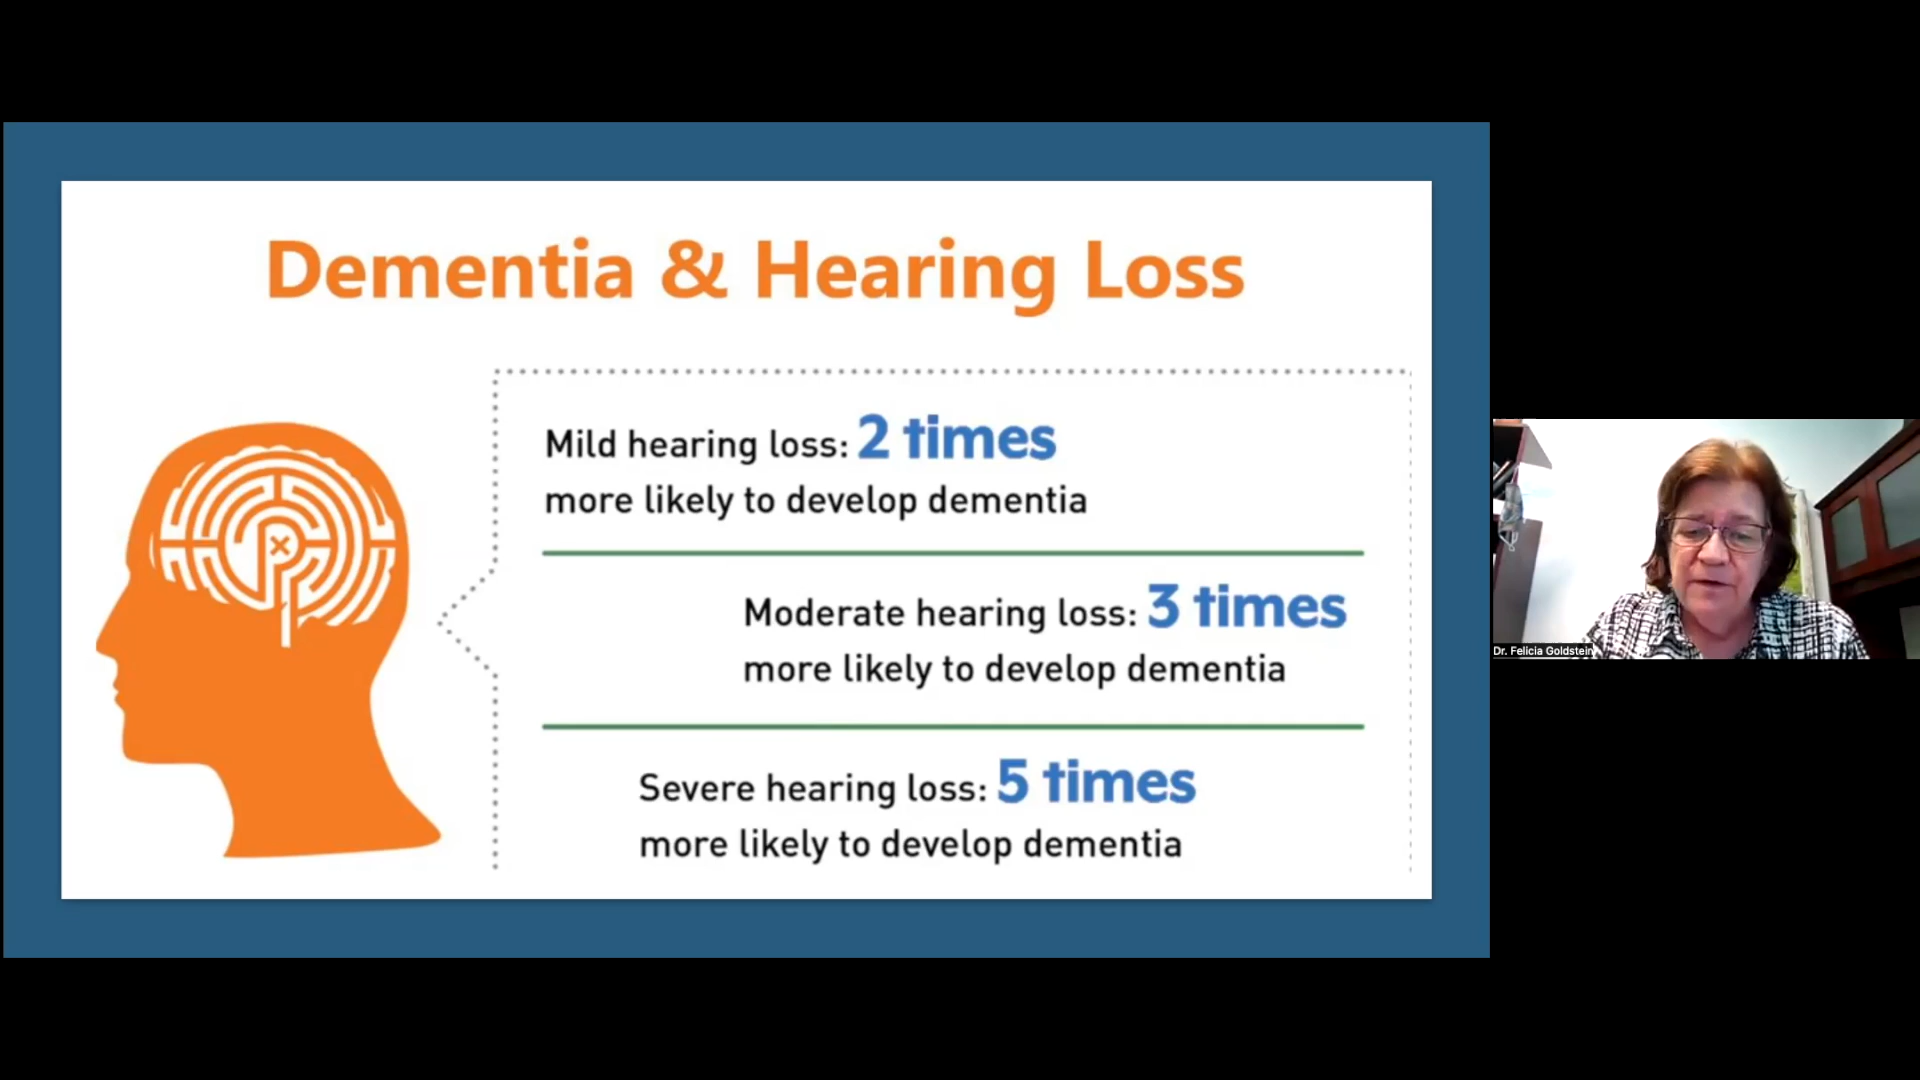 Dementia & Hearing Loss
Mild hearing loss: 2 times
more likely to develop dementia
Moderate hearing loss: 3 times
more likely to develop dementia
Severe hearing loss: 5 times
more likely to develop dementia
Dr. Felicia Goldstein